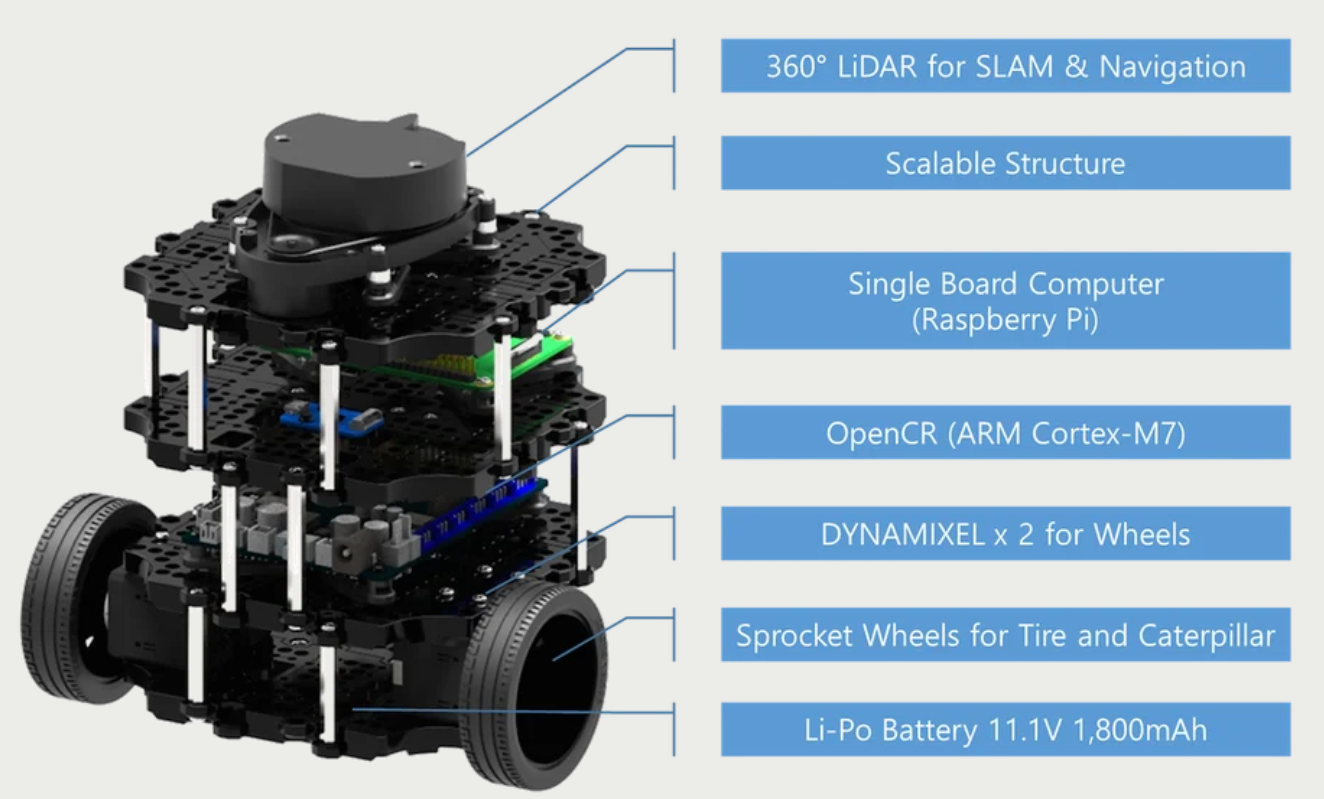 360° LiDAR for SLAM & Navigation
Scalable Structure
Single Board Computer
(Raspberry Pi)
OpenCR (ARM Cortex-M7)
DYNAMIXEL x 2 for Wheels
Sprocket Wheels for Tire and Caterpillar
Li-Po Battery 11.1V 1,800mAh